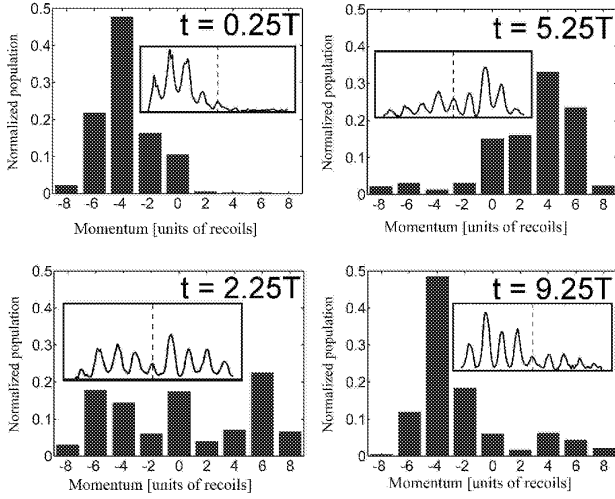 t = 0.25T
0.5
0.4
0.3
0.2
0.1
0
Normalized population
-8 -6 -4 -2 0 2 4 6 8
Momentum [units of recoils]
t = 5.25T
0.5
0.4
0.3
0.2
0.1
0
Normalized population
-8 -6 -4 -2 0 2 4 6 8
Momentum [units of recoils]
t = 2.25T
0.5
0.4
0.3
0.2
0.1
0
Normalized population
-8 -6 -4 -2 0 2 4 6 8
Momentum [units of recoils]
t = 9.25T
0.5
0.4
0.3
0.2
0.1
0
Normalized population
-8 -6 -4 -2 0 2 4 6 8
Momentum [units of recoils]